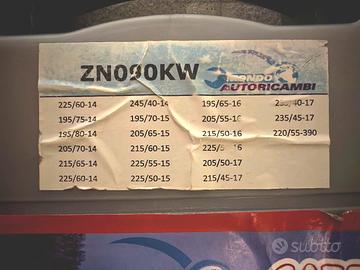 ZN090KW
MONDO
AUTORICAMBI
225/60-14 245/40-14 195/65-16
195/75-14 195/70-15 205/55-16 235/45-17
195/80-14 205/65-15 215/50-16 220/55-390
205/70-14 215/60-15
215/65-14 225/55-15 205/50-17
225/60-14 225/50-15 215/45-17
subito